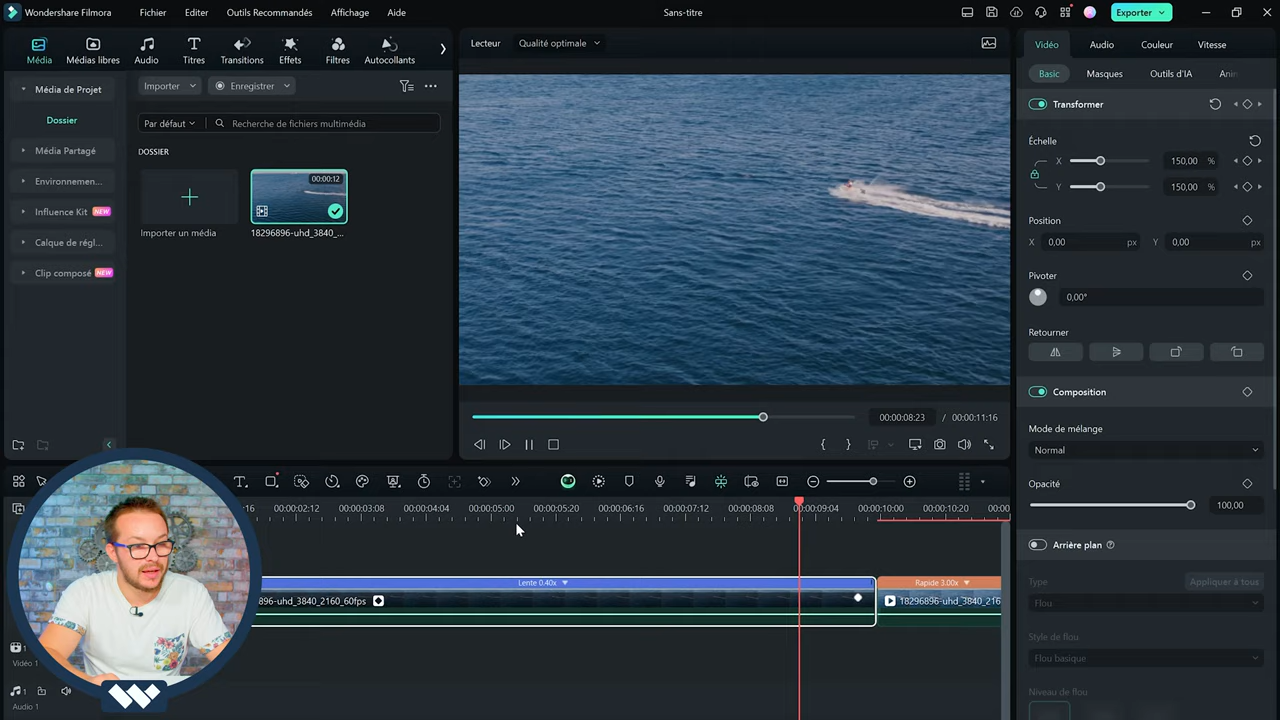 Wondershare Filmora Fichier Editer Outils Recommandés Affichage Aide Sans-titre Exporter
Média Médias libres Audio Titres Transitions Effets Filtres Autocollants
Média de Projet
Dossier
Média Partagé
Environnemen...
Influence Kit NEW
Calque de régl...
Clip composé NEW
Importer Enregistrer
Par défaut Recherche de fichiers multimédia
DOSSIER
00:00:12
Importer un média 18296896-uhd_3840_...
Lecteur Qualité optimale
00:00:08:23 / 00:00:11:16
Vidéo Audio Couleur Vitesse
Basic Masques Outils d'IA Ani
Transformer
Échelle
X 150,00 %
Y 150,00 %
Position
X 0,00 px Y 0,00 px
Pivoter
0,00°
Retourner
Composition
Mode de mélange
Normal
Opacité
100,00
Arrière plan
Type Appliquer à tous
Flou
Style de flou
Flou basique
Niveau de flou
:16 00:00:02:12 00:00:03:08 00:00:04:04 00:00:05:00 00:00:05:20 00:00:06:16 00:00:07:12 00:00:08:08 00:00:09:04 00:00:10:00 00:00:10:20 00:00
Lente 0.40x Rapide 3.00x
896-uhd_3840_2160_60fps 18296896-uhd_3840_216
1
Vidéo 1
1
Audio 1